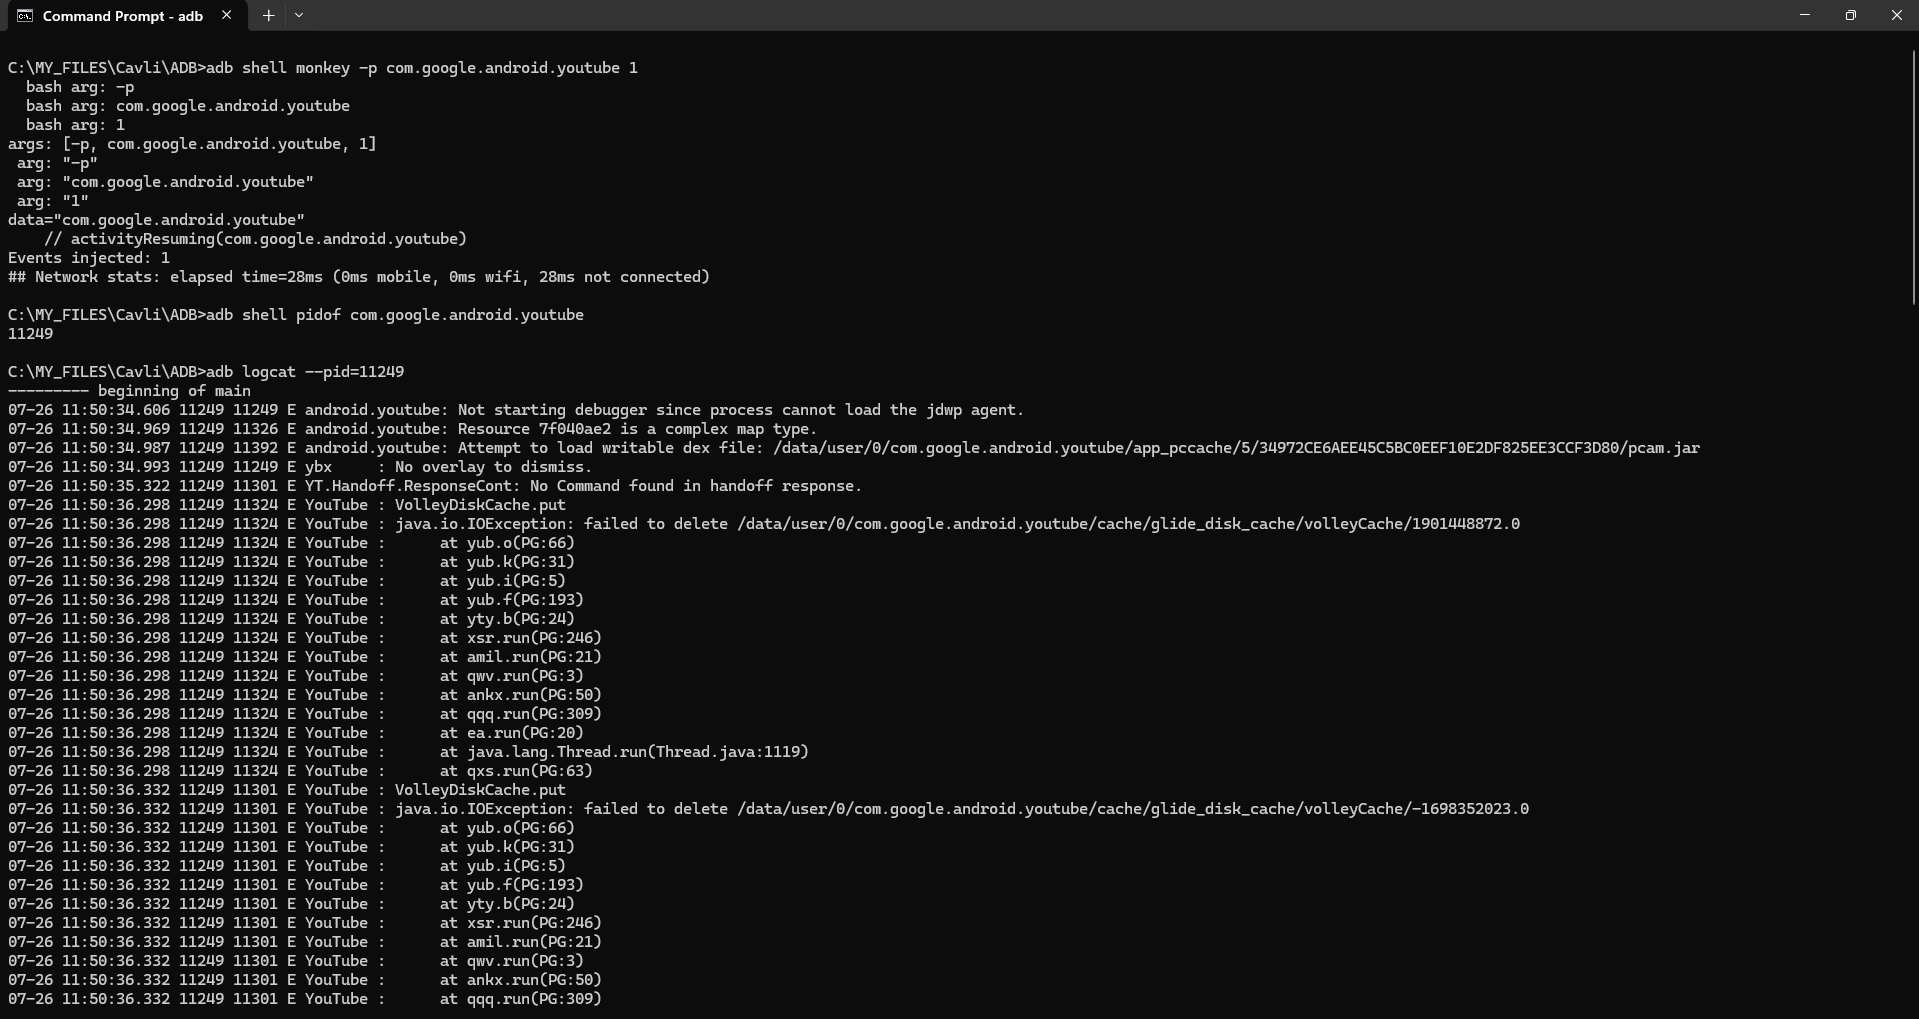 Command Prompt - adb
C:\MY_FILES\Cavli\ADB>adb shell monkey -p com.google.android.youtube 1
  bash arg: -p
  bash arg: com.google.android.youtube
  bash arg: 1
args: [-p, com.google.android.youtube, 1]
 arg: "-p"
 arg: "com.google.android.youtube"
 arg: "1"
data="com.google.android.youtube"
    // activityResuming(com.google.android.youtube)
Events injected: 1
## Network stats: elapsed time=28ms (0ms mobile, 0ms wifi, 28ms not connected)
C:\MY_FILES\Cavli\ADB>adb shell pidof com.google.android.youtube
11249
C:\MY_FILES\Cavli\ADB>adb logcat --pid=11249
--------- beginning of main
07-26 11:50:34.606 11249 11249 E android.youtube: Not starting debugger since process cannot load the jdwp agent.
07-26 11:50:34.969 11249 11326 E android.youtube: Resource 7f040ae2 is a complex map type.
07-26 11:50:34.987 11249 11392 E android.youtube: Attempt to load writable dex file: /data/user/0/com.google.android.youtube/app_pccache/5/34972CE6AEE45C5BC0EEF10E2DF825EE3CCF3D80/pcam.jar
07-26 11:50:34.993 11249 11249 E ybx     : No overlay to dismiss.
07-26 11:50:35.322 11249 11301 E YT.Handoff.ResponseCont: No Command found in handoff response.
07-26 11:50:36.298 11249 11324 E YouTube : VolleyDiskCache.put
07-26 11:50:36.298 11249 11324 E YouTube : java.io.IOException: failed to delete /data/user/0/com.google.android.youtube/cache/glide_disk_cache/volleyCache/1901448872.0
07-26 11:50:36.298 11249 11324 E YouTube :      at yub.o(PG:66)
07-26 11:50:36.298 11249 11324 E YouTube :      at yub.k(PG:31)
07-26 11:50:36.298 11249 11324 E YouTube :      at yub.i(PG:5)
07-26 11:50:36.298 11249 11324 E YouTube :      at yub.f(PG:193)
07-26 11:50:36.298 11249 11324 E YouTube :      at yty.b(PG:24)
07-26 11:50:36.298 11249 11324 E YouTube :      at xsr.run(PG:246)
07-26 11:50:36.298 11249 11324 E YouTube :      at amil.run(PG:21)
07-26 11:50:36.298 11249 11324 E YouTube :      at qwv.run(PG:3)
07-26 11:50:36.298 11249 11324 E YouTube :      at ankx.run(PG:50)
07-26 11:50:36.298 11249 11324 E YouTube :      at qqq.run(PG:309)
07-26 11:50:36.298 11249 11324 E YouTube :      at ea.run(PG:20)
07-26 11:50:36.298 11249 11324 E YouTube :      at java.lang.Thread.run(Thread.java:1119)
07-26 11:50:36.298 11249 11324 E YouTube :      at qxs.run(PG:63)
07-26 11:50:36.332 11249 11301 E YouTube : VolleyDiskCache.put
07-26 11:50:36.332 11249 11301 E YouTube : java.io.IOException: failed to delete /data/user/0/com.google.android.youtube/cache/glide_disk_cache/volleyCache/-1698352023.0
07-26 11:50:36.332 11249 11301 E YouTube :      at yub.o(PG:66)
07-26 11:50:36.332 11249 11301 E YouTube :      at yub.k(PG:31)
07-26 11:50:36.332 11249 11301 E YouTube :      at yub.i(PG:5)
07-26 11:50:36.332 11249 11301 E YouTube :      at yub.f(PG:193)
07-26 11:50:36.332 11249 11301 E YouTube :      at yty.b(PG:24)
07-26 11:50:36.332 11249 11301 E YouTube :      at xsr.run(PG:246)
07-26 11:50:36.332 11249 11301 E YouTube :      at amil.run(PG:21)
07-26 11:50:36.332 11249 11301 E YouTube :      at qwv.run(PG:3)
07-26 11:50:36.332 11249 11301 E YouTube :      at ankx.run(PG:50)
07-26 11:50:36.332 11249 11301 E YouTube :      at qqq.run(PG:309)